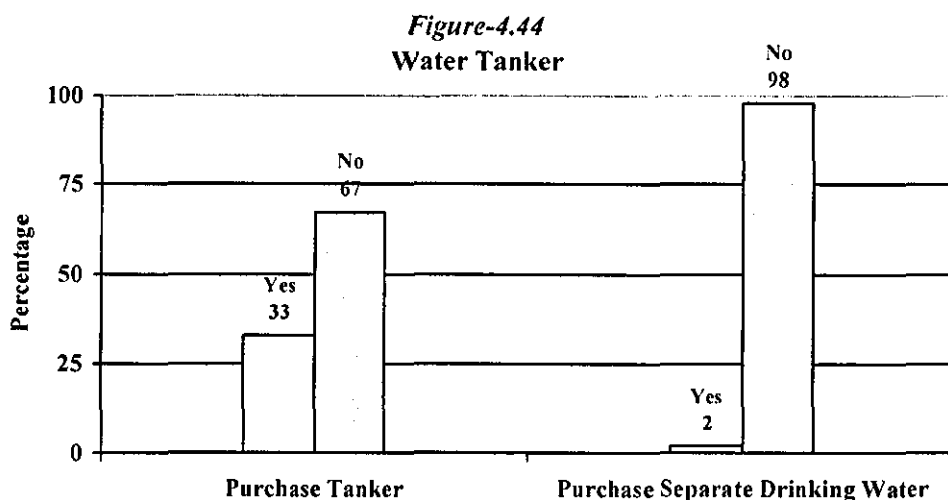 Figure-4.44
Water Tanker
Percentage
100
75
50
25
0
Yes
33
No
67
Yes
2
No
98
Purchase Tanker
Purchase Separate Drinking Water